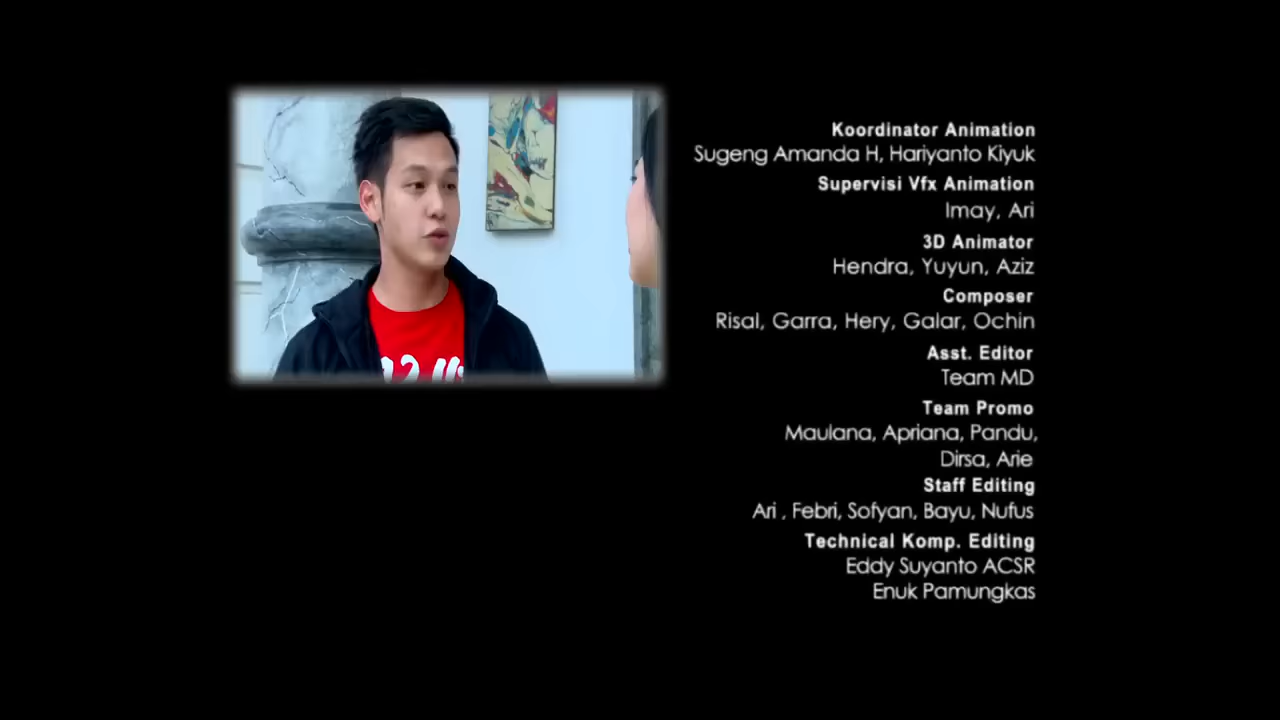 Koordinator Animation
Sugeng Amanda H, Hariyanto Kiyuk
Supervisi Vfx Animation
Imay, Ari
3D Animator
Hendra, Yuyun, Aziz
Composer
Risal, Garra, Hery, Galar, Ochin
Asst. Editor
Team MD
Team Promo
Maulana, Apriana, Pandu,
Dirsa, Arie
Staff Editing
Ari , Febri, Sofyan, Bayu, Nufus
Technical Komp. Editing
Eddy Suyanto ACSR
Enuk Pamungkas